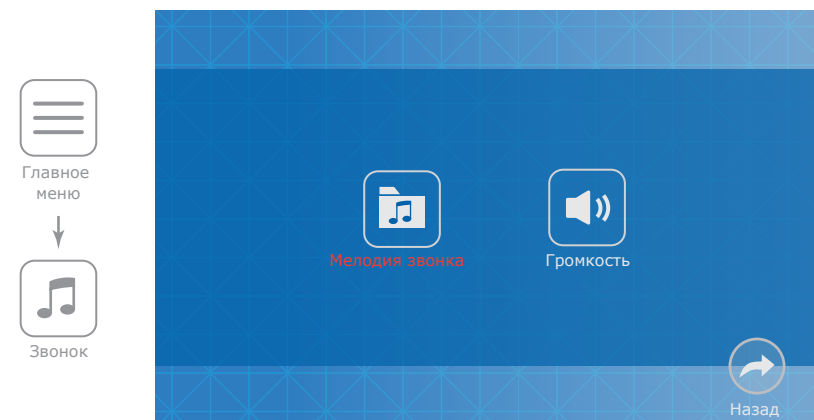 Главное
меню
Звонок
Мелодия звонка
Громкость
Назад